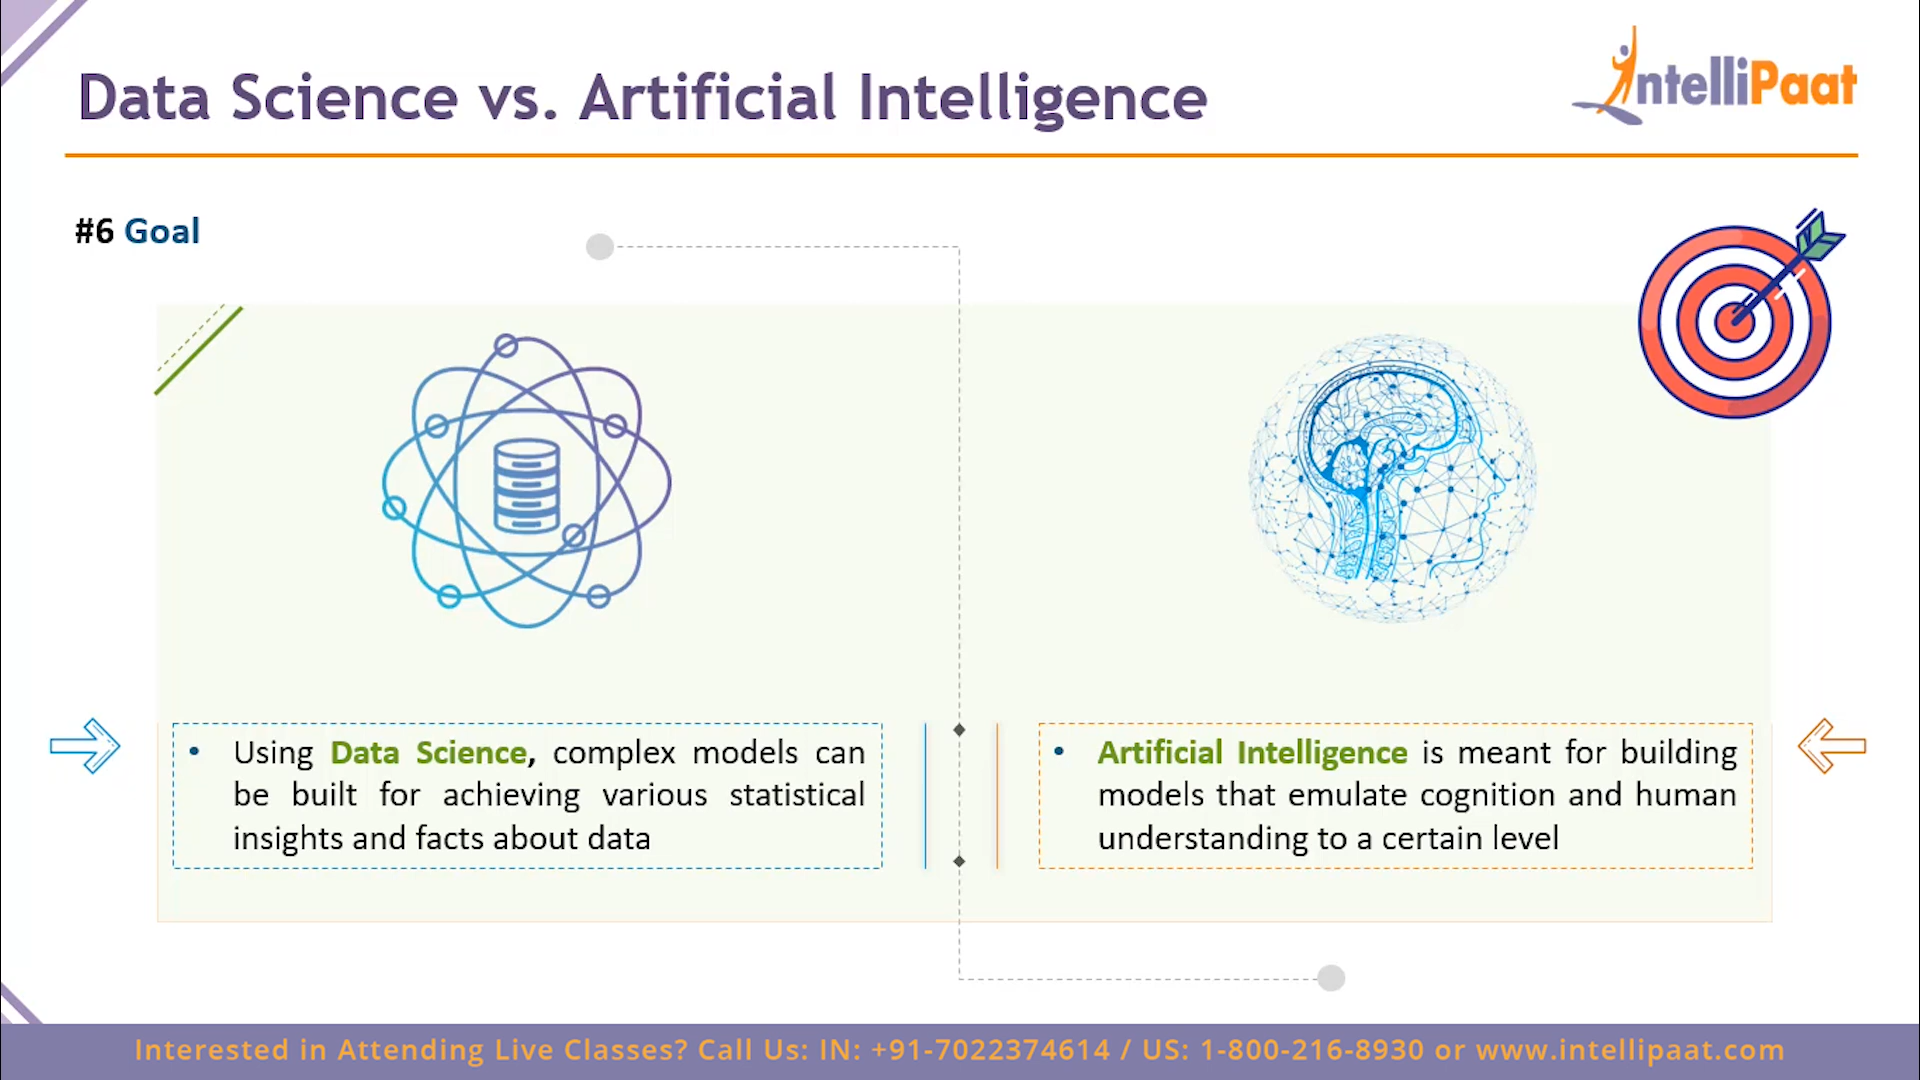 Data Science vs. Artificial Intelligence
IntelliPaat
#6 Goal
• Using Data Science, complex models can
be built for achieving various statistical
insights and facts about data
• Artificial Intelligence is meant for building
models that emulate cognition and human
understanding to a certain level
Interested in Attending Live Classes? Call Us: IN: +91-7022374614 / US: 1-800-216-8930 or www.intellipaat.com